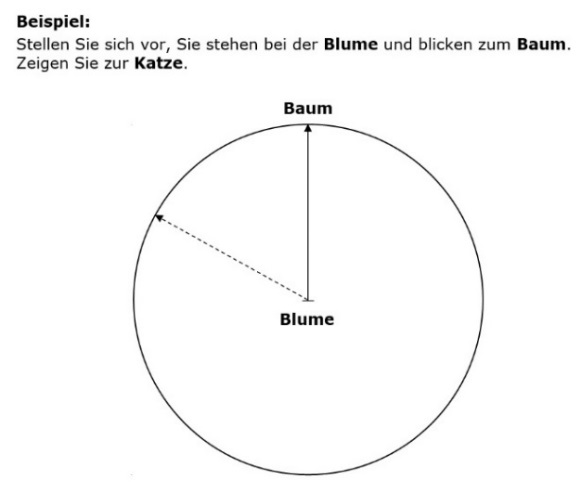 Beispiel:
Stellen Sie sich vor, Sie stehen bei der Blume und blicken zum Baum.
Zeigen Sie zur Katze.
Baum
Blume